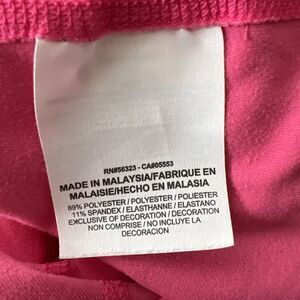 RN#56323 - CA#05553
MADE IN MALAYSIA/FABRIQUE EN
MALAISIE/HECHO EN MALASIA
89% POLYESTER / POLYESTER / POLIESTER
11% SPANDEX / ELASTHANNE / ELASTANO
EXCLUSIVE OF DECORATION / DECORATION
NON COMPRISE / NO INCLUYE LA
DECORACION